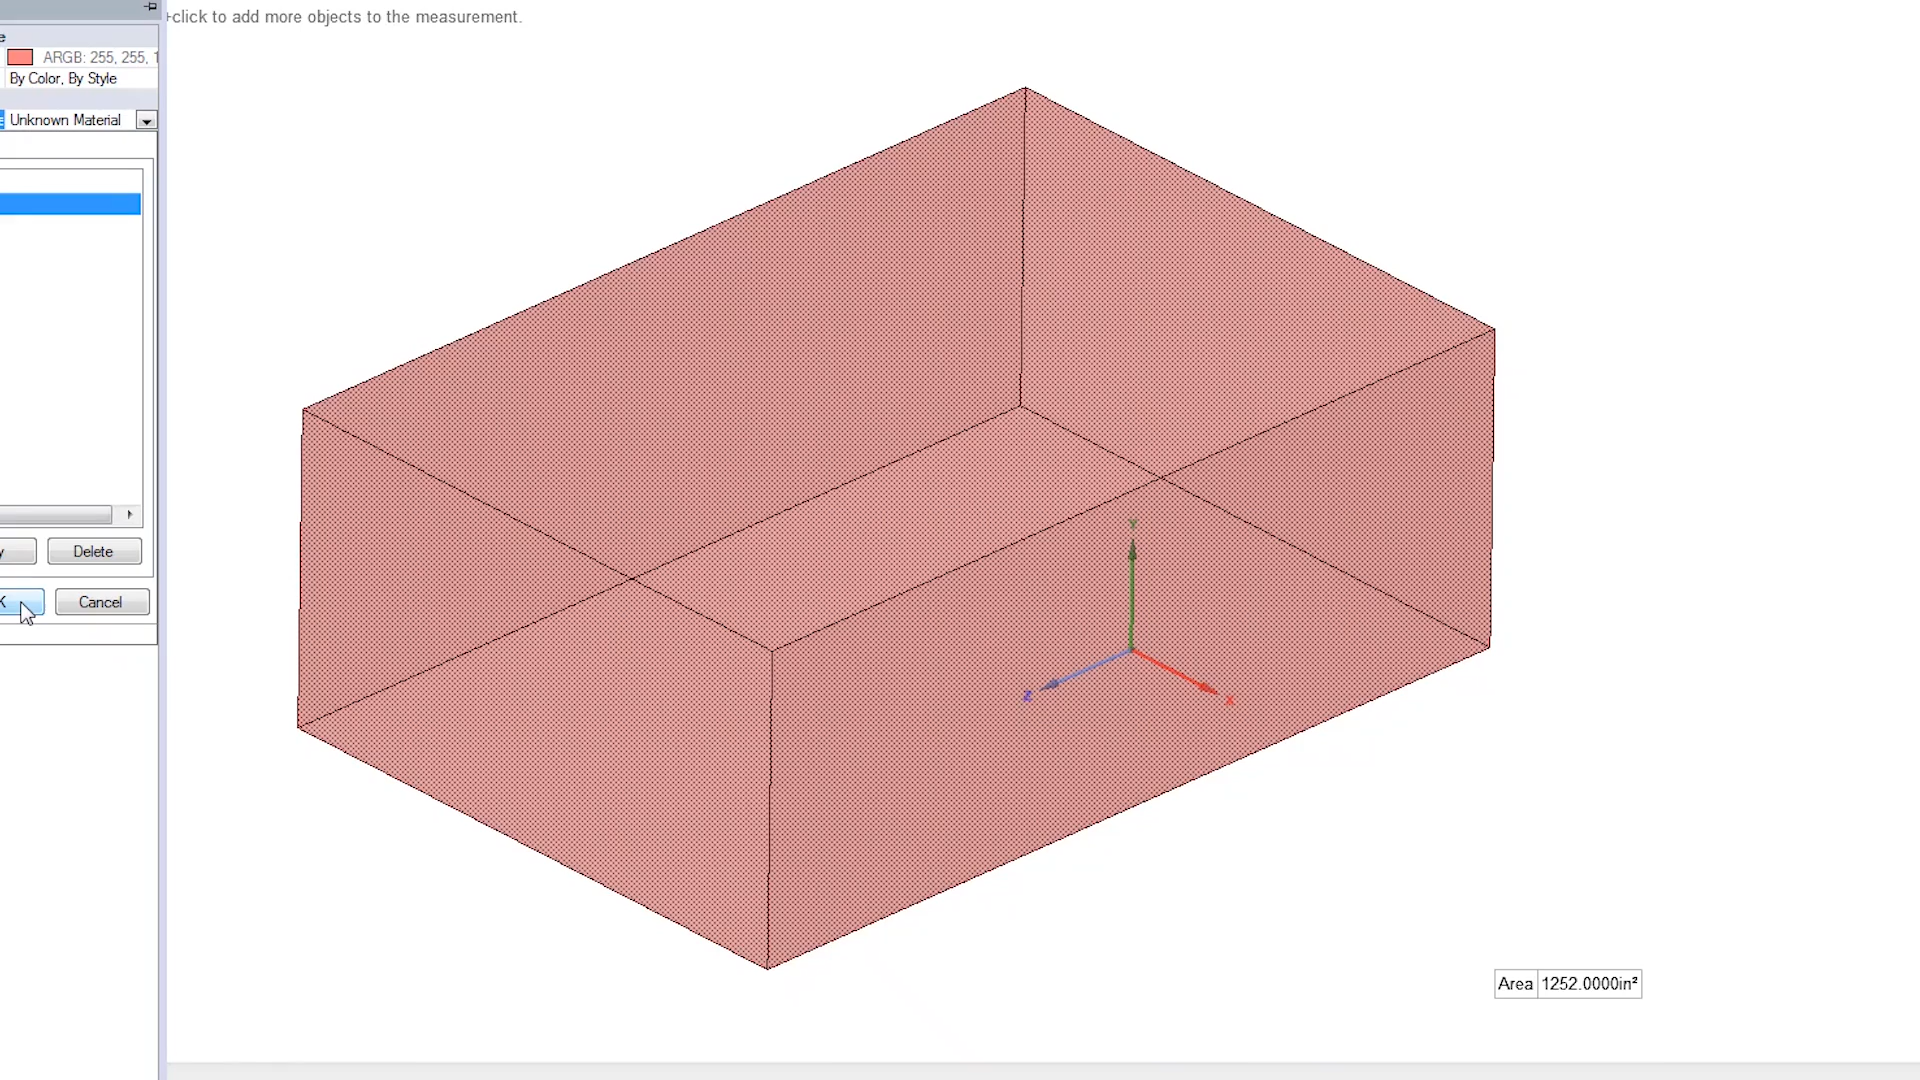 +click to add more objects to the measurement.
e
ARGB: 255, 255, 1
By Color, By Style
Unknown Material
y
Delete
K
Cancel
Y
Z
X
Area 1252.0000in²